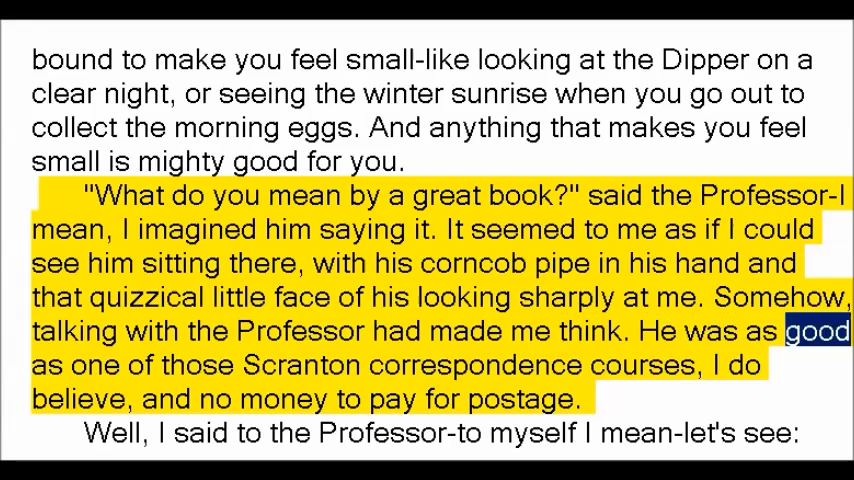 bound to make you feel small-like looking at the Dipper on a
clear night, or seeing the winter sunrise when you go out to
collect the morning eggs. And anything that makes you feel
small is mighty good for you.
"What do you mean by a great book?" said the Professor-I
mean, I imagined him saying it. It seemed to me as if I could
see him sitting there, with his corncob pipe in his hand and
that quizzical little face of his looking sharply at me. Somehow,
talking with the Professor had made me think. He was as good
as one of those Scranton correspondence courses, I do
believe, and no money to pay for postage.
Well, I said to the Professor-to myself I mean-let's see: